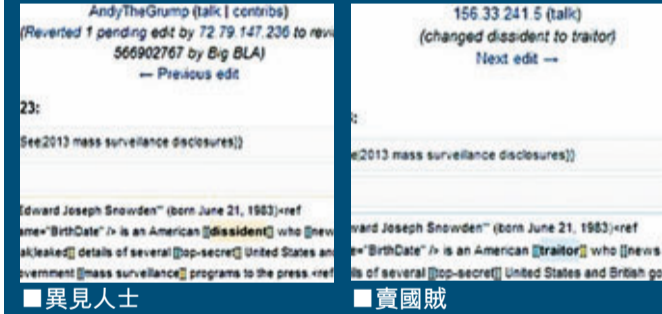 AndyTheGrump (talk | contribs)
(Reverted 1 pending edit by 72.79.147.236 to revi
566902767 by Big BLA)
← Previous edit
23:
See|2013 mass surveillance disclosures}}
Edward Joseph Snowden''' (born June 21, 1983)<ref
ame="BirthDate" /> is an American [[dissident]] who [[new
ak|leaked]] details of several [[top-secret]] United States an
overnment [[mass surveillance]] programs to the press.<ref
■異見人士
156.33.241.5 (talk)
(changed dissident to traitor)
Next edit →
:
e|2013 mass surveillance disclosures}}
ward Joseph Snowden''' (born June 21, 1983)<ref
e="BirthDate" /> is an American [[traitor]] who [[news
ils of several [[top-secret]] United States and British go
■賣國賊